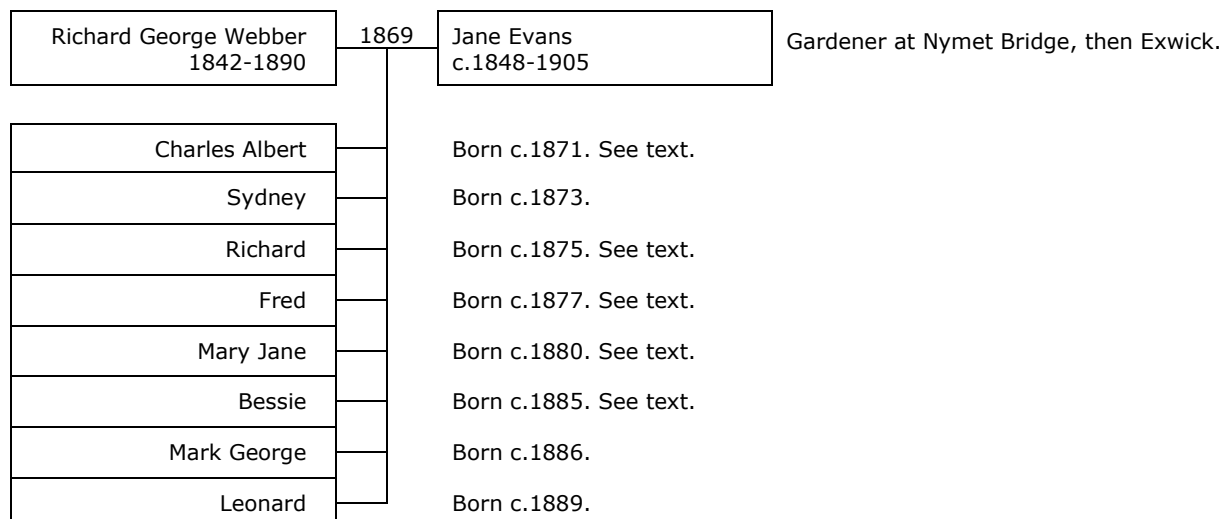 Richard George Webber 1869 Jane Evans Gardener at Nymet Bridge, then Exwick.
1842-1890 c.1848-1905
Charles Albert Born c.1871. See text.
Sydney Born c.1873.
Richard Born c.1875. See text.
Fred Born c.1877. See text.
Mary Jane Born c.1880. See text.
Bessie Born c.1885. See text.
Mark George Born c.1886.
Leonard Born c.1889.